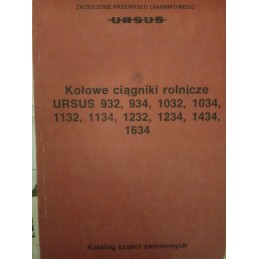 ZRZESZENIE PRZEMYSŁU CIĄGNIKOWEGO
URSUS
Kołowe ciągniki rolnicze
URSUS 932, 934, 1032, 1034,
1132, 1134, 1232, 1234, 1434,
1634
Katalog części zamiennych